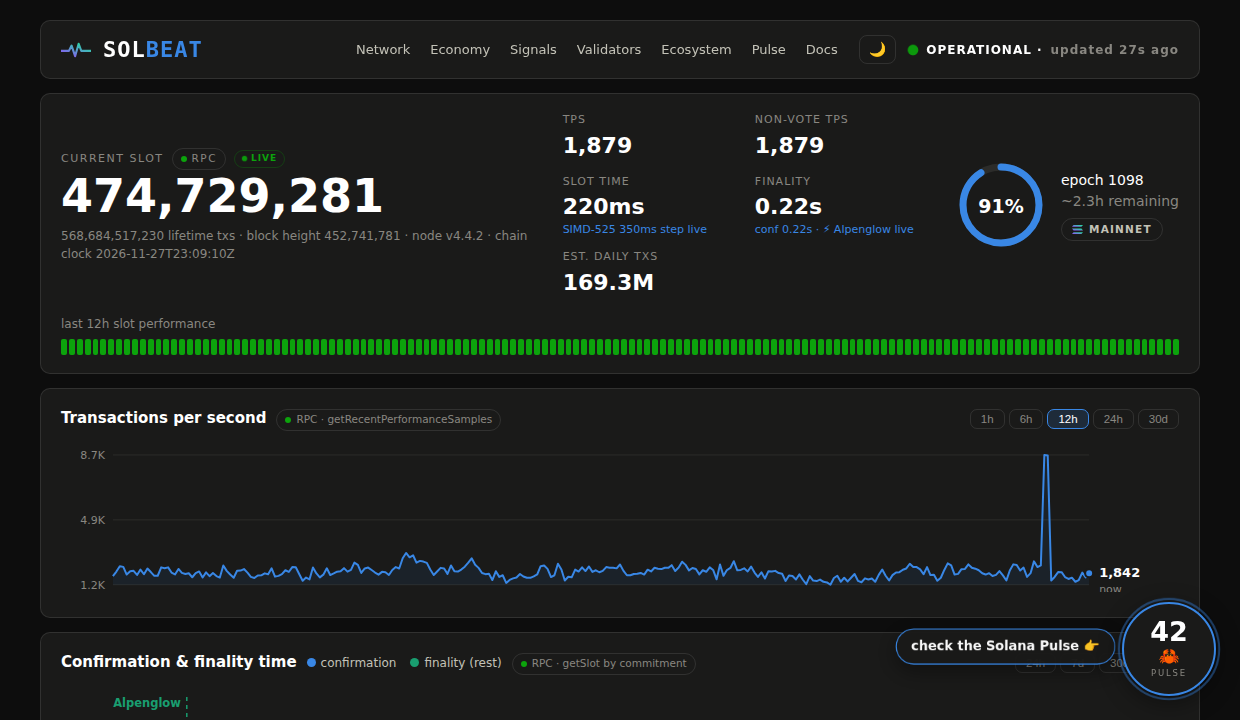 SOLBEAT
Network Economy Signals Validators Ecosystem Pulse Docs 🌙 OPERATIONAL · updated 27s ago
CURRENT SLOT RPC LIVE
474,729,281
568,684,517,230 lifetime txs · block height 452,741,781 · node v4.4.2 · chain
clock 2026-11-27T23:09:10Z
TPS
1,879
NON-VOTE TPS
1,879
SLOT TIME
220ms
SIMD-525 350ms step live
FINALITY
0.22s
conf 0.22s · ⚡ Alpenglow live
EST. DAILY TXS
169.3M
91%
epoch 1098
~2.3h remaining
MAINNET
last 12h slot performance
Transactions per second RPC · getRecentPerformanceSamples
1h 6h 12h 24h 30d
8.7K
4.9K
1.2K
1,842
now
Confirmation & finality time confirmation finality (rest) RPC · getSlot by commitment
check the Solana Pulse 👉
42
🦀
PULSE
Alpenglow